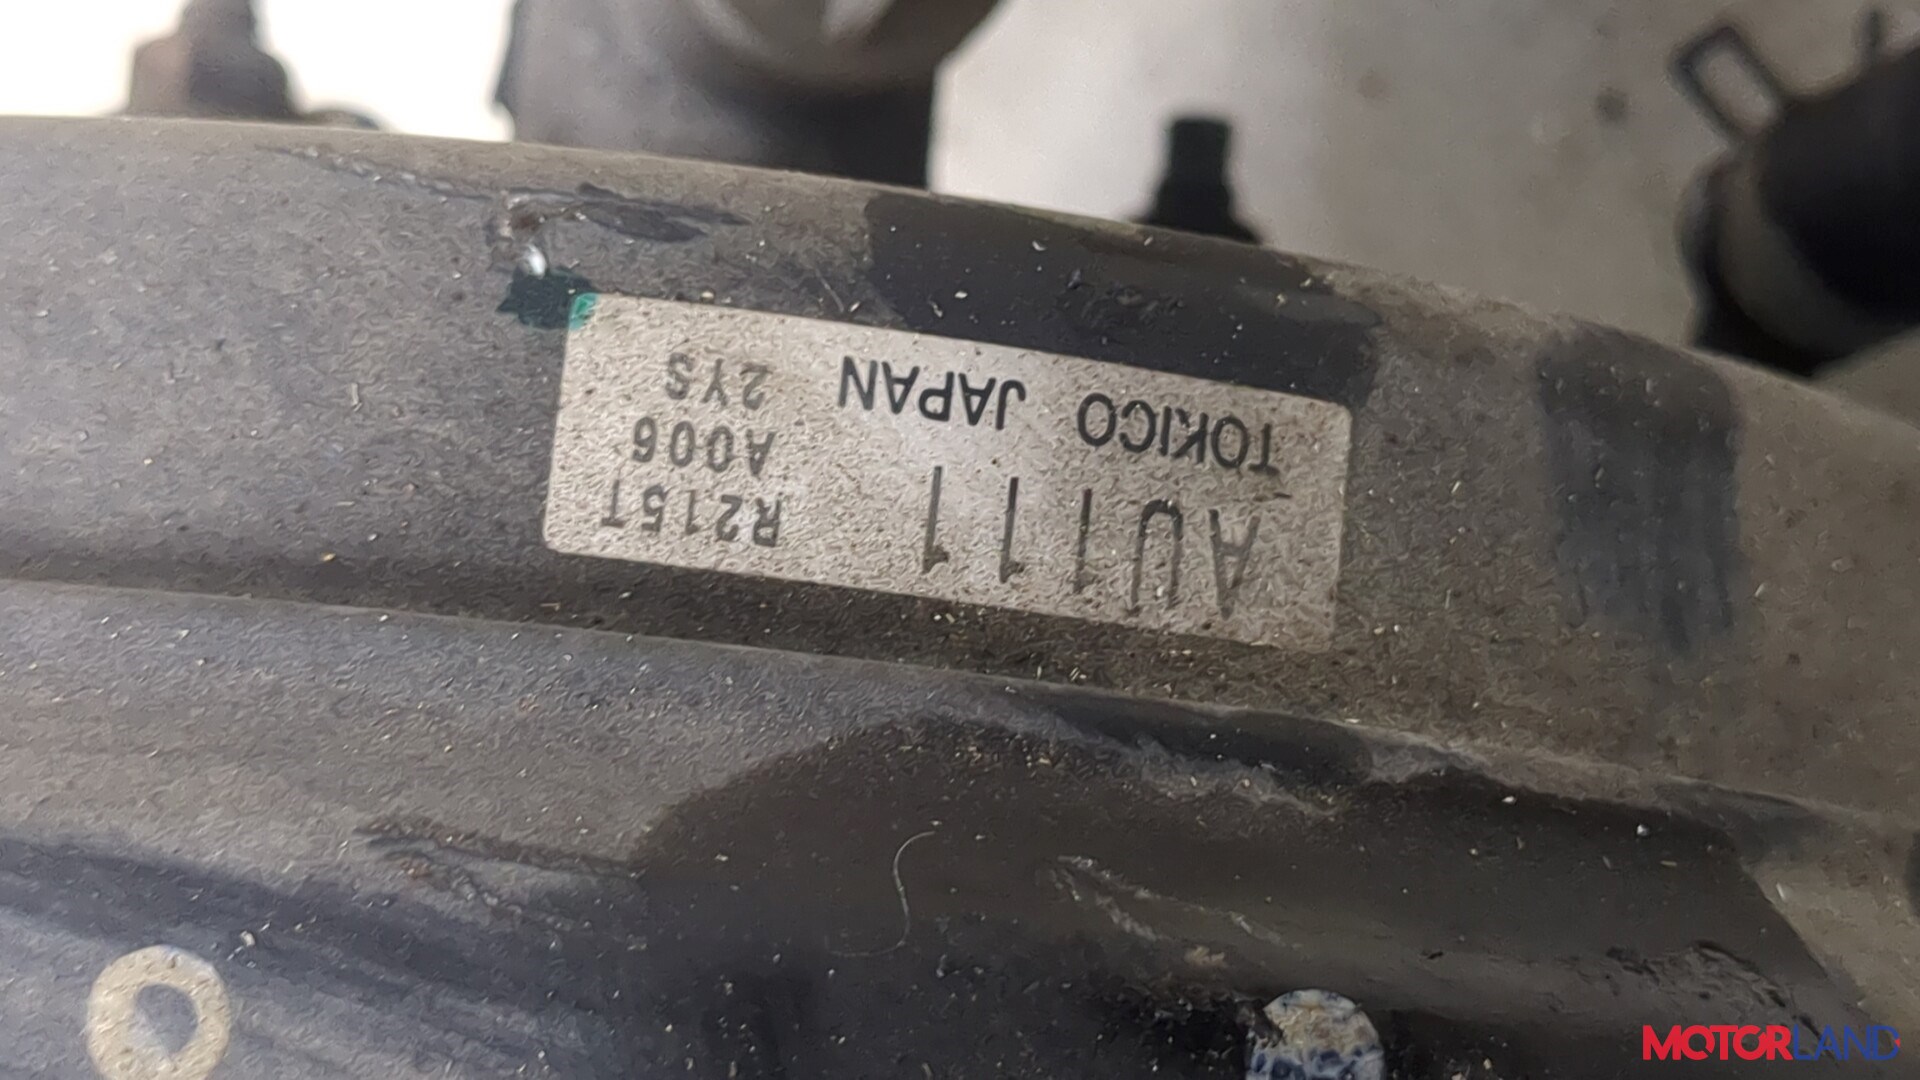 AU111
R215T
A006
TOKICO JAPAN
2YS
MOTORLAND